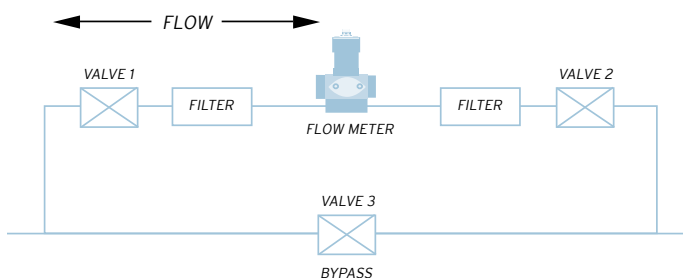 FLOW
VALVE 1
FILTER
FLOW METER
FILTER
VALVE 2
VALVE 3
BYPASS